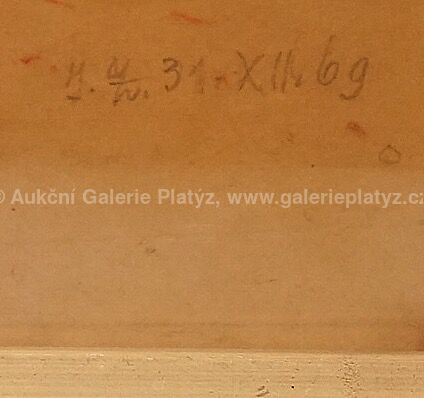 31. XII. 69
© Aukční Galerie Platýz, www.galerieplatyz.cz